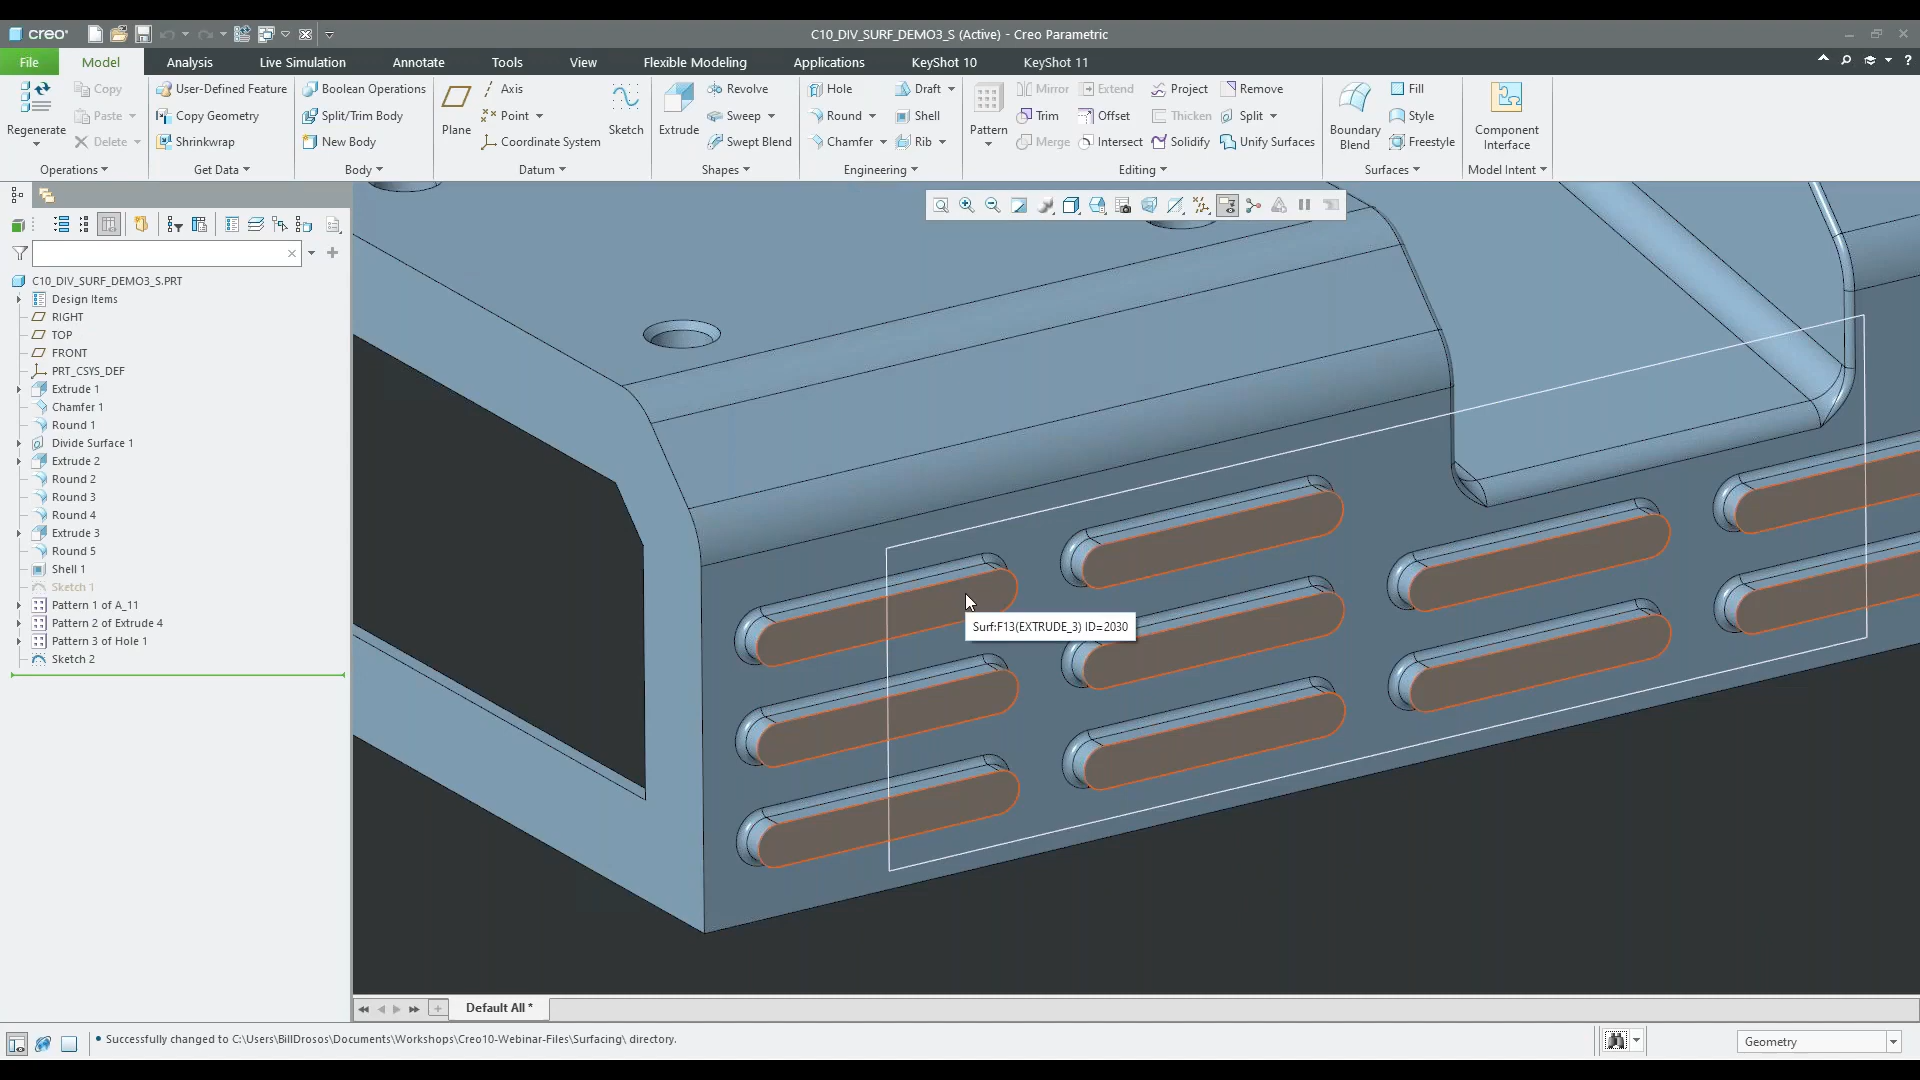 creo
C10_DIV_SURF_DEMO3_S (Active) - Creo Parametric
File Model Analysis Live Simulation Annotate Tools View Flexible Modeling Applications KeyShot 10 KeyShot 11
Regenerate
Copy
Paste
Delete
Operations
User-Defined Feature
Copy Geometry
Shrinkwrap
Get Data
Boolean Operations
Split/Trim Body
New Body
Body
Plane
Axis
Point
Coordinate System
Sketch
Datum
Extrude
Revolve
Sweep
Swept Blend
Shapes
Hole
Round
Chamfer
Draft
Shell
Rib
Engineering
Pattern
Mirror
Trim
Merge
Extend
Offset
Intersect
Project
Thicken
Solidify
Remove
Split
Unify Surfaces
Editing
Boundary
Blend
Fill
Style
Freestyle
Surfaces
Component
Interface
Model Intent
C10_DIV_SURF_DEMO3_S.PRT
Design Items
RIGHT
TOP
FRONT
PRT_CSYS_DEF
Extrude 1
Chamfer 1
Round 1
Divide Surface 1
Extrude 2
Round 2
Round 3
Round 4
Extrude 3
Round 5
Shell 1
Sketch 1
Pattern 1 of A_11
Pattern 2 of Extrude 4
Pattern 3 of Hole 1
Sketch 2
Surf:F13(EXTRUDE_3) ID=2030
Default All *
• Successfully changed to C:\Users\BillDrosos\Documents\Workshops\Creo10-Webinar-Files\Surfacing\ directory.
Geometry